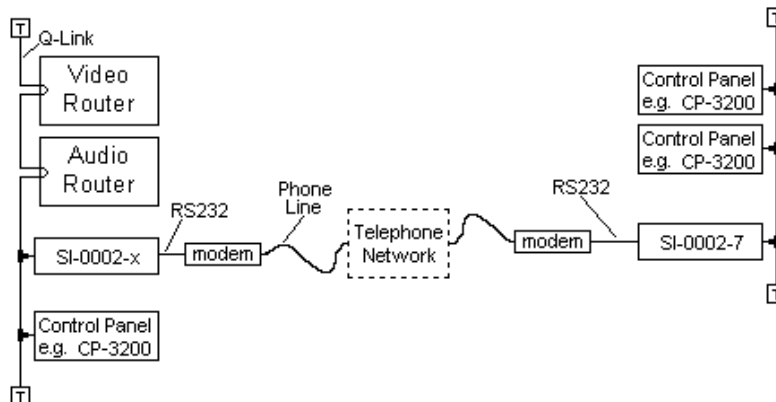 T
Q-Link
Video
Router
Audio
Router
RS232
Phone
Line
SI-0002-x
modem
Telephone
Network
Control Panel
e.g. CP-3200
T
T
Control Panel
e.g. CP-3200
Control Panel
e.g. CP-3200
RS232
modem
SI-0002-7
T